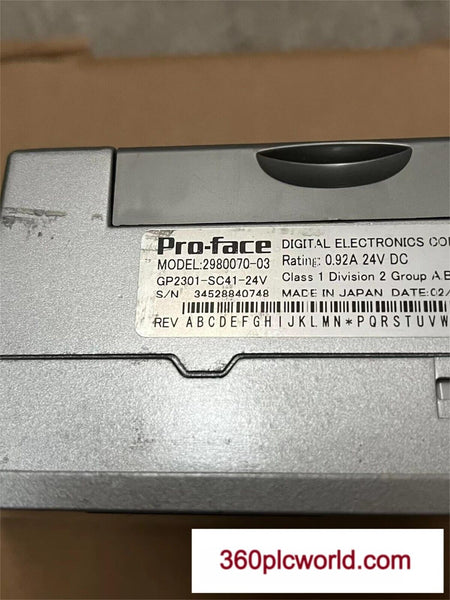 Pro-face DIGITAL ELECTRONICS
MODEL:2980070-03 Rating: 0.92A 24V DC
GP2301-SC41-24V Class 1 Division 2 Group A,B
S/N 34528840748 MADE IN JAPAN DATE:02/
REV A B C D E F G H I J K L M N * P Q R S T U V W
360plcworld.com